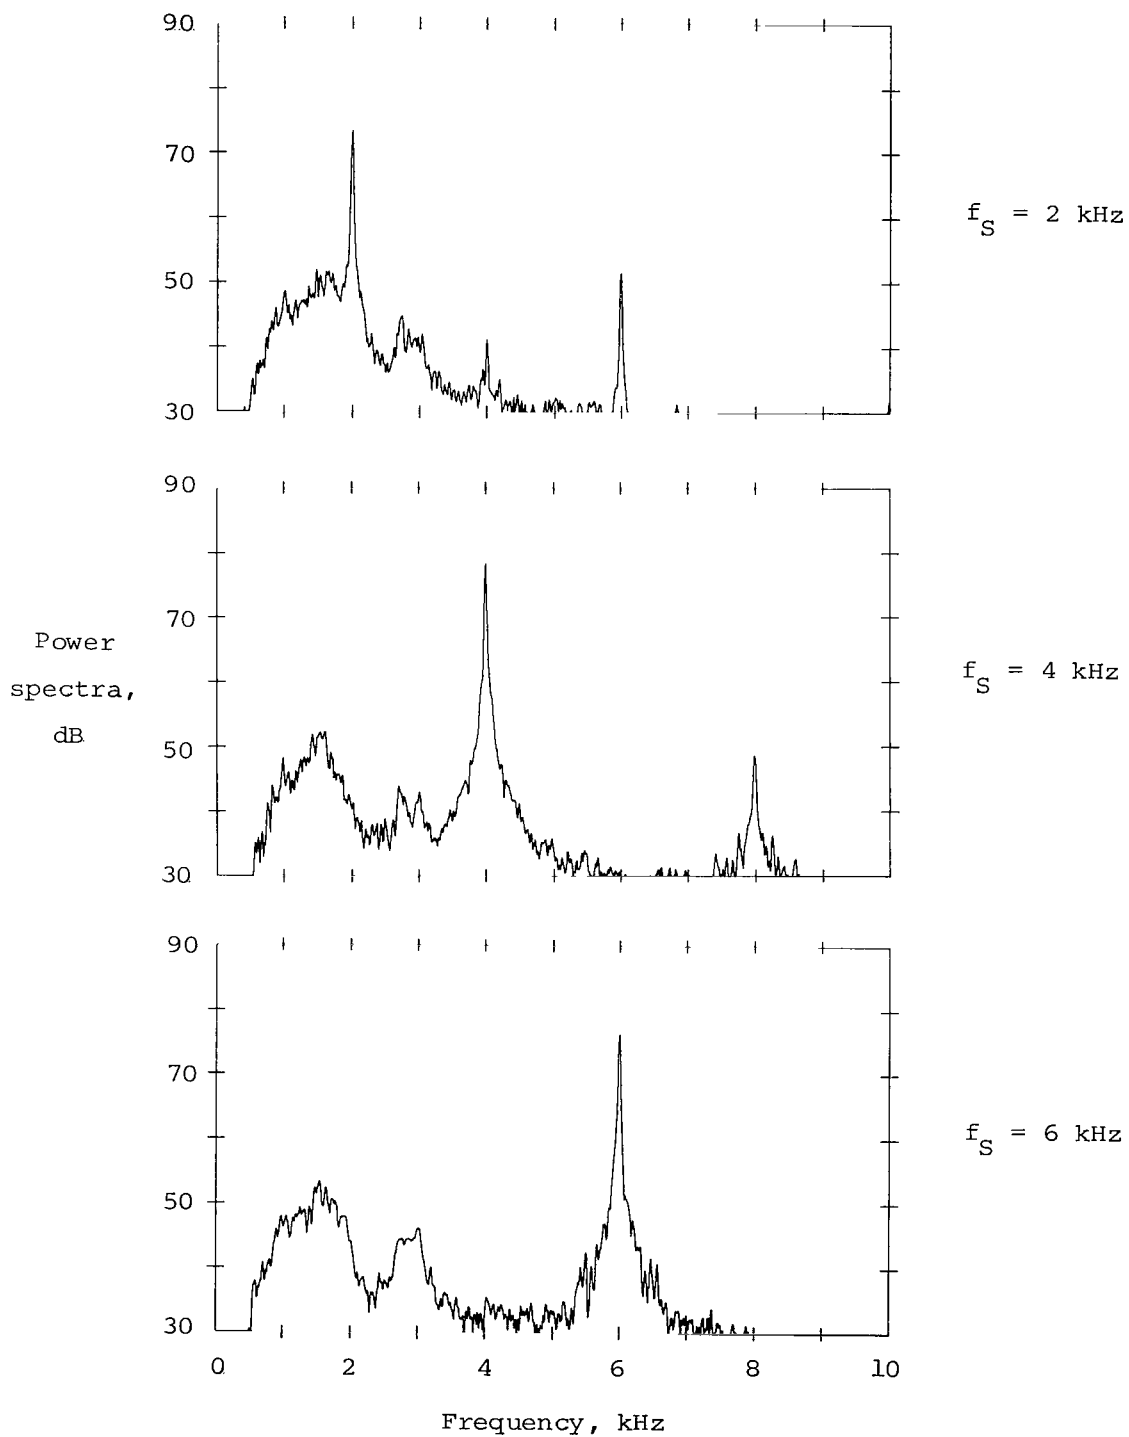 90
70
50
30
f_S = 2 kHz
90
70
50
30
f_S = 4 kHz
Power
spectra,
dB
90
70
50
30
f_S = 6 kHz
0 2 4 6 8 10
Frequency, kHz